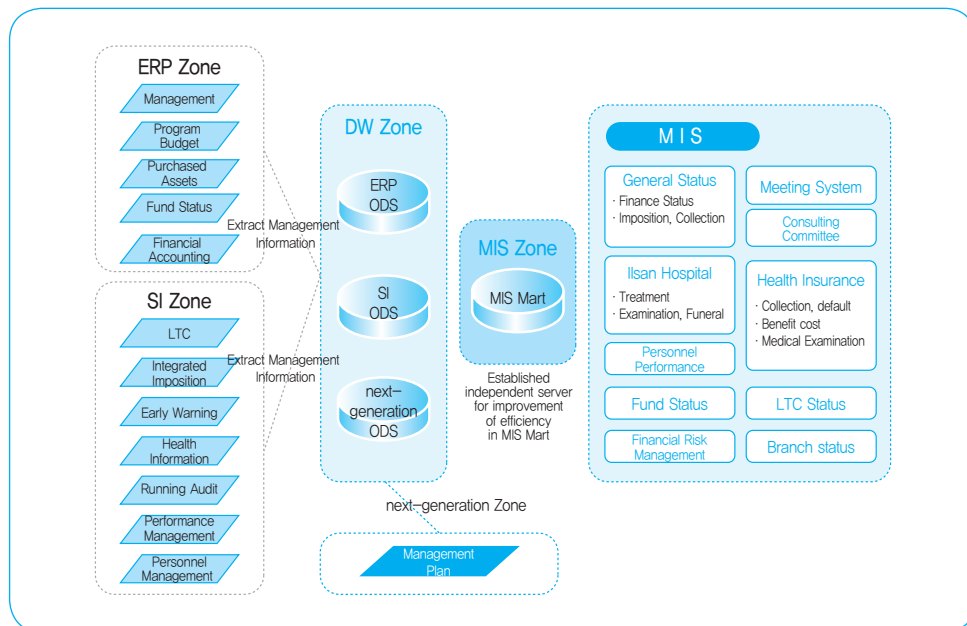 ERP Zone
Management
Program
Budget
Purchased
Assets
Fund Status
Financial
Accounting
Extract Management
Information
SI Zone
LTC
Integrated
Imposition
Early Warning
Health
Information
Running Audit
Performance
Management
Personnel
Management
Extract Management
Information
DW Zone
ERP
ODS
SI
ODS
next-
generation
ODS
next-generation Zone
Management
Plan
MIS Zone
MIS Mart
Established
independent server
for improvement
of efficiency
in MIS Mart
MIS
General Status
· Finance Status
· Imposition, Collection
Meeting System
Consulting
Committee
Ilsan Hospital
· Treatment
· Examination, Funeral
Health Insurance
· Collection, default
· Benefit cost
· Medical Examination
Personnel
Performance
Fund Status
LTC Status
Financial Risk
Management
Branch status